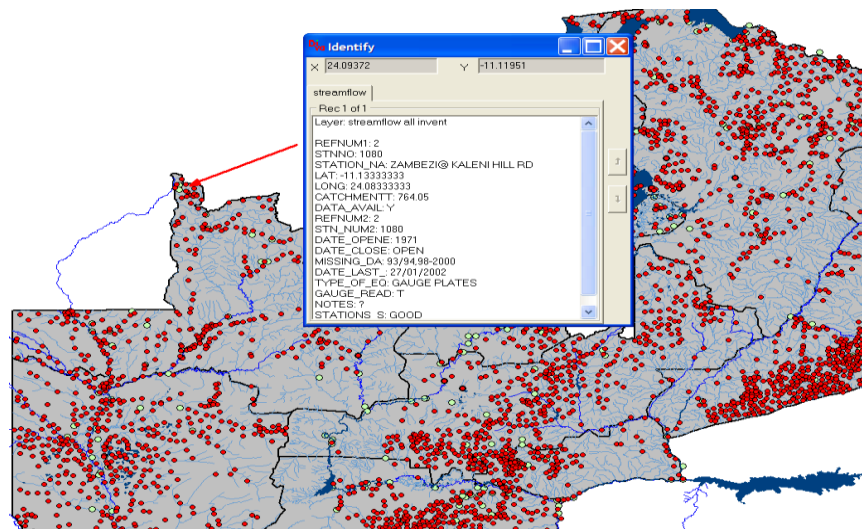 Identify
X 24.09372 Y -11.11951
streamflow
Rec 1 of 1
Layer: streamflow all invent
REFNUM1: 2
STNNO: 1080
STATION_NA: ZAMBEZI@ KALENI HILL RD
LAT: -11.13333333
LONG: 24.08333333
CATCHMENTT: 764.05
DATA_AVAIL: Y
REFNUM2: 2
STN_NUM2: 1080
DATE_OPENE: 1971
DATE_CLOSE: OPEN
MISSING_DA: 93/94,98-2000
DATE_LAST_: 27/01/2002
TYPE_OF_EQ: GAUGE PLATES
GAUGE_READ: T
NOTES: ?
STATIONS_S: GOOD